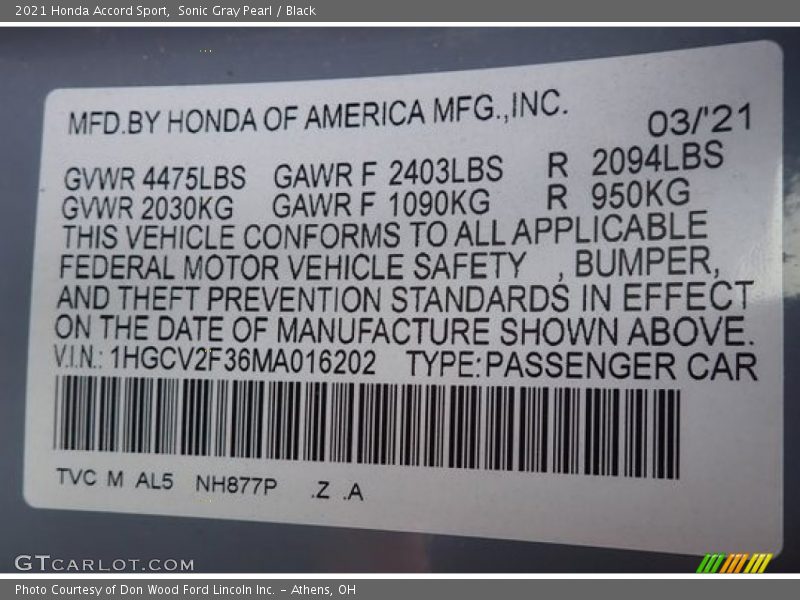 2021 Honda Accord Sport,  Sonic Gray Pearl / Black
MFD.BY HONDA OF AMERICA MFG.,INC.
03/'21
GVWR 4475LBS GAWR F 2403LBS R 2094LBS
GVWR 2030KG GAWR F 1090KG R 950KG
THIS VEHICLE CONFORMS TO ALL APPLICABLE
FEDERAL MOTOR VEHICLE SAFETY , BUMPER,
AND THEFT PREVENTION STANDARDS IN EFFECT
ON THE DATE OF MANUFACTURE SHOWN ABOVE.
V.I.N.: 1HGCV2F36MA016202 TYPE:PASSENGER CAR
TVC M AL5 NH877P .Z .A
GTCARLOT.COM
Photo Courtesy of Don Wood Ford Lincoln Inc. – Athens, OH